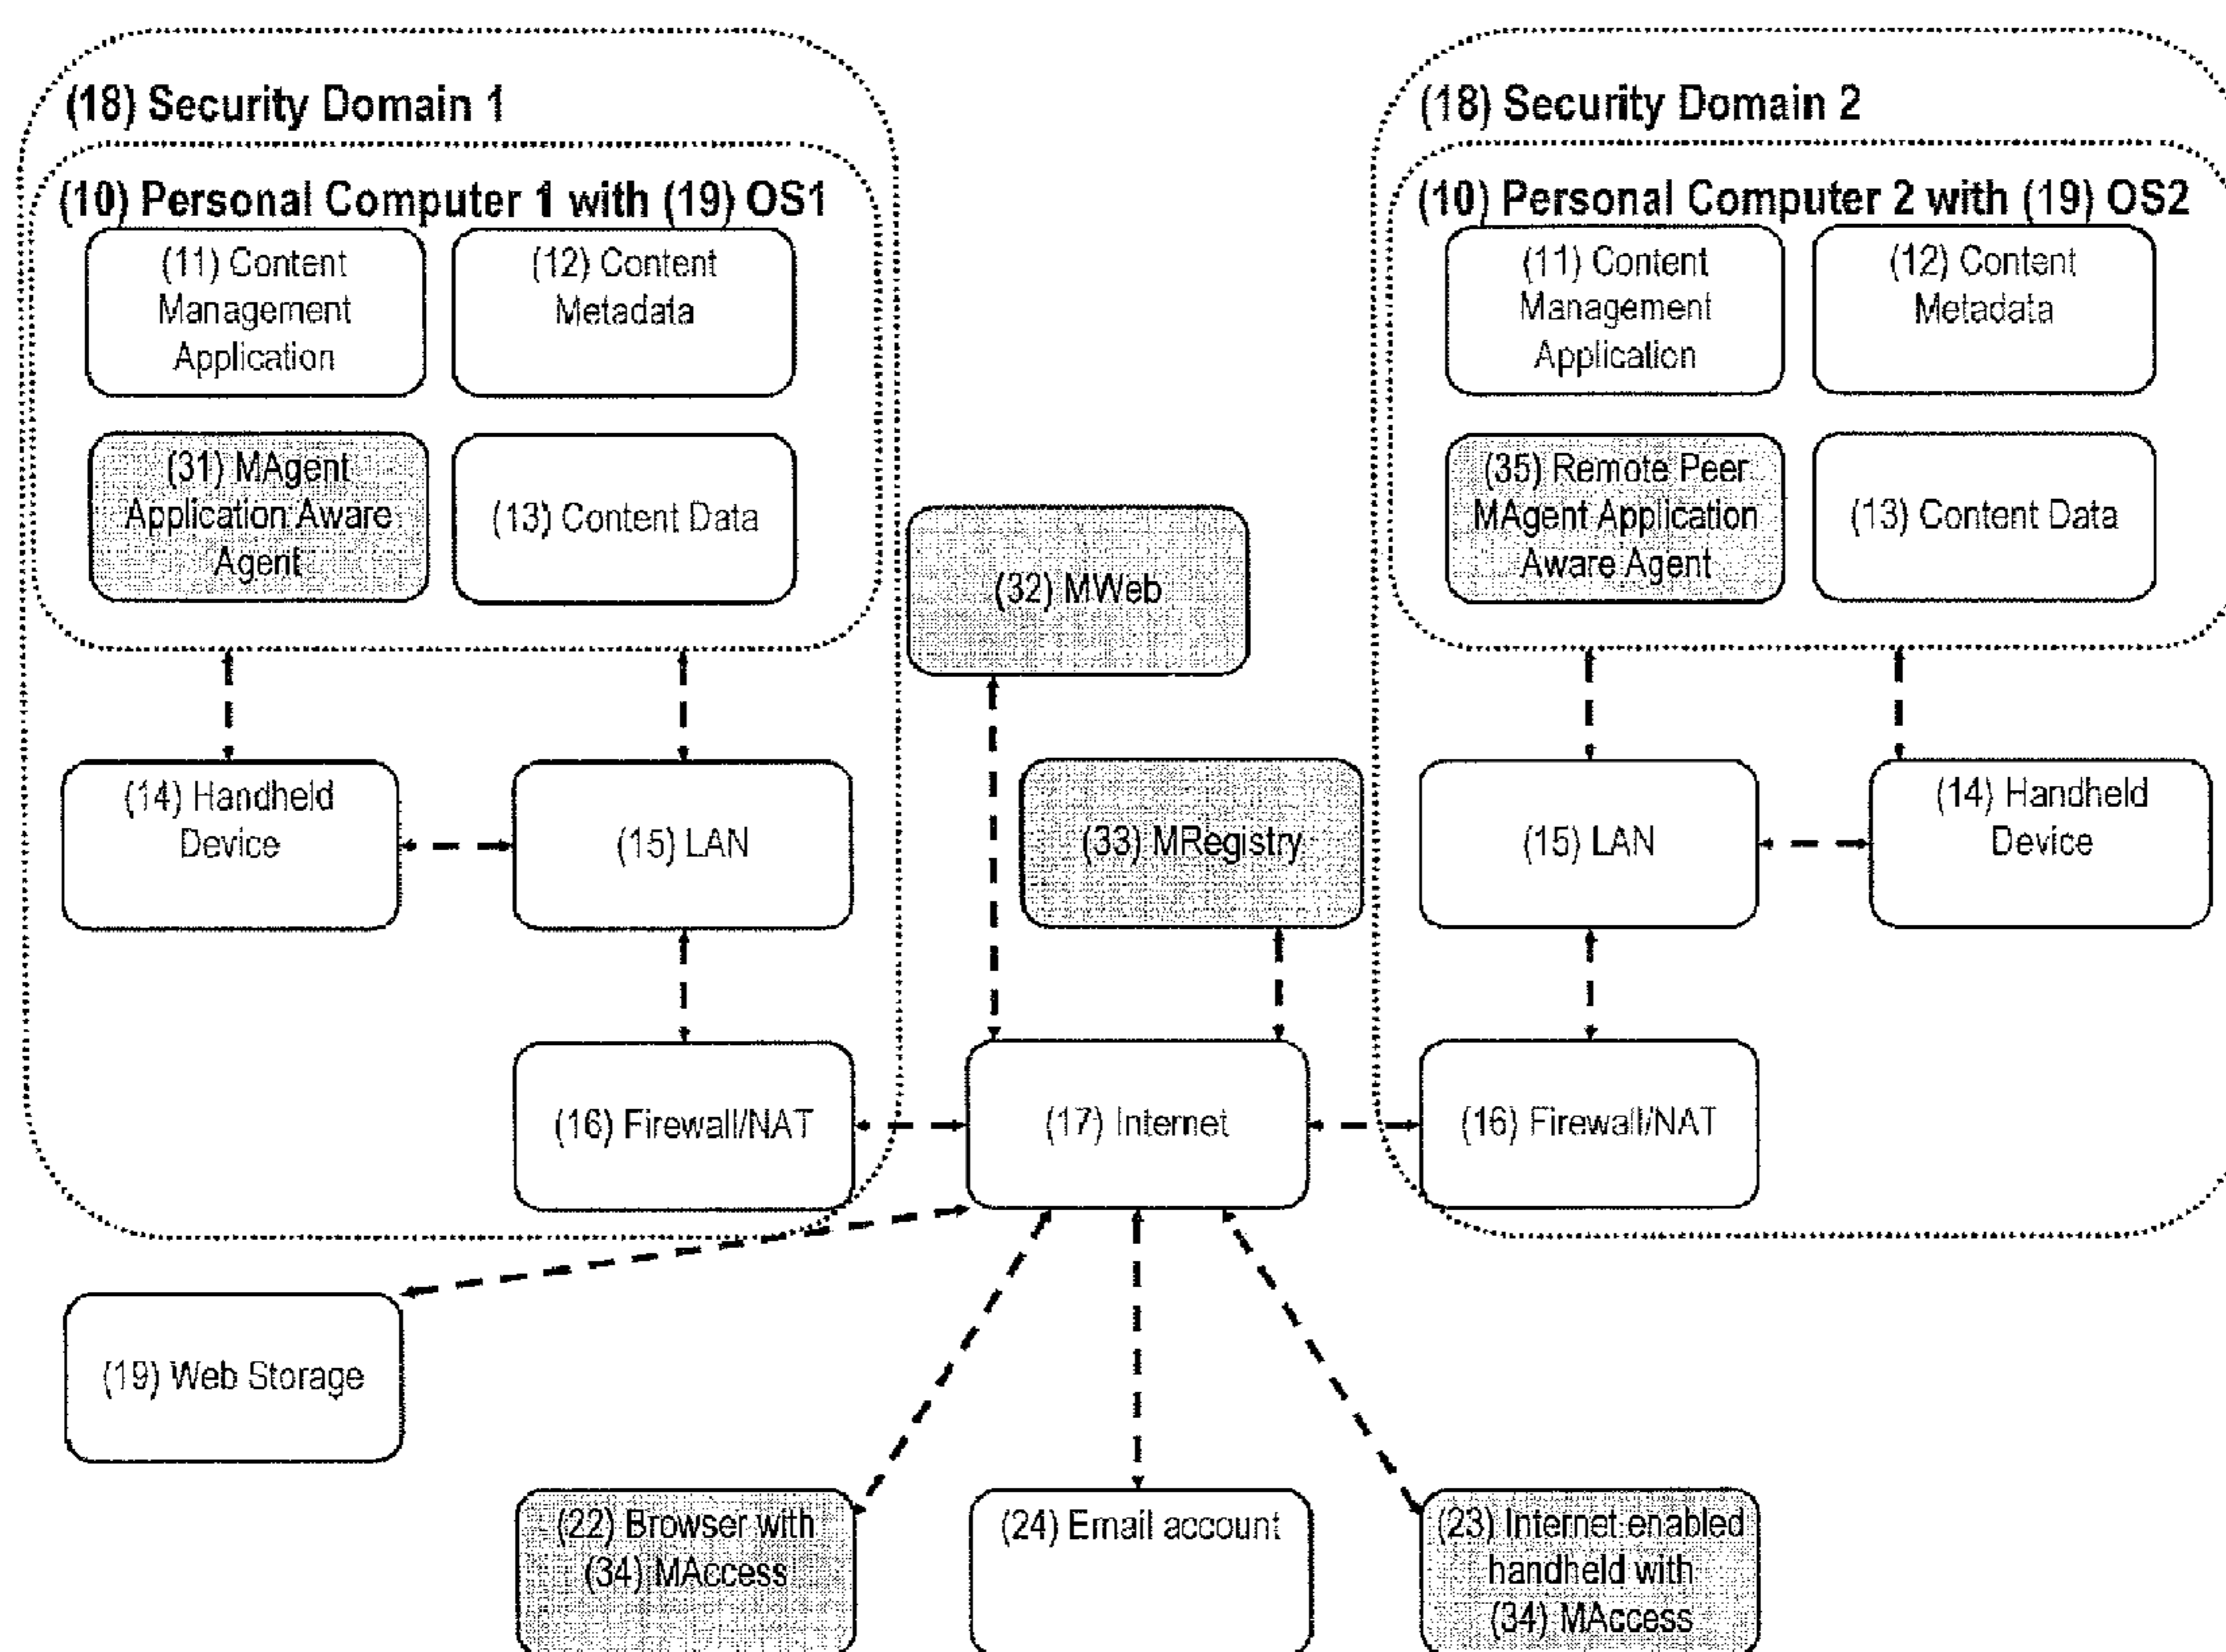 (18) Security Domain 1
(10) Personal Computer 1 with (19) OS1
(11) Content
Management
Application
(12) Content
Metadata
(31) MAgent
Application Aware
Agent
(13) Content Data
(14) Handheld
Device
(15) LAN
(16) Firewall/NAT
(32) MWeb
(33) MRegistry
(17) Internet
(18) Security Domain 2
(10) Personal Computer 2 with (19) OS2
(11) Content
Management
Application
(12) Content
Metadata
(35) Remote Peer
MAgent Application
Aware Agent
(13) Content Data
(15) LAN
(14) Handheld
Device
(16) Firewall/NAT
(19) Web Storage
(22) Browser with
(34) MAccess
(24) Email account
(23) Internet enabled
handheld with
(34) MAccess